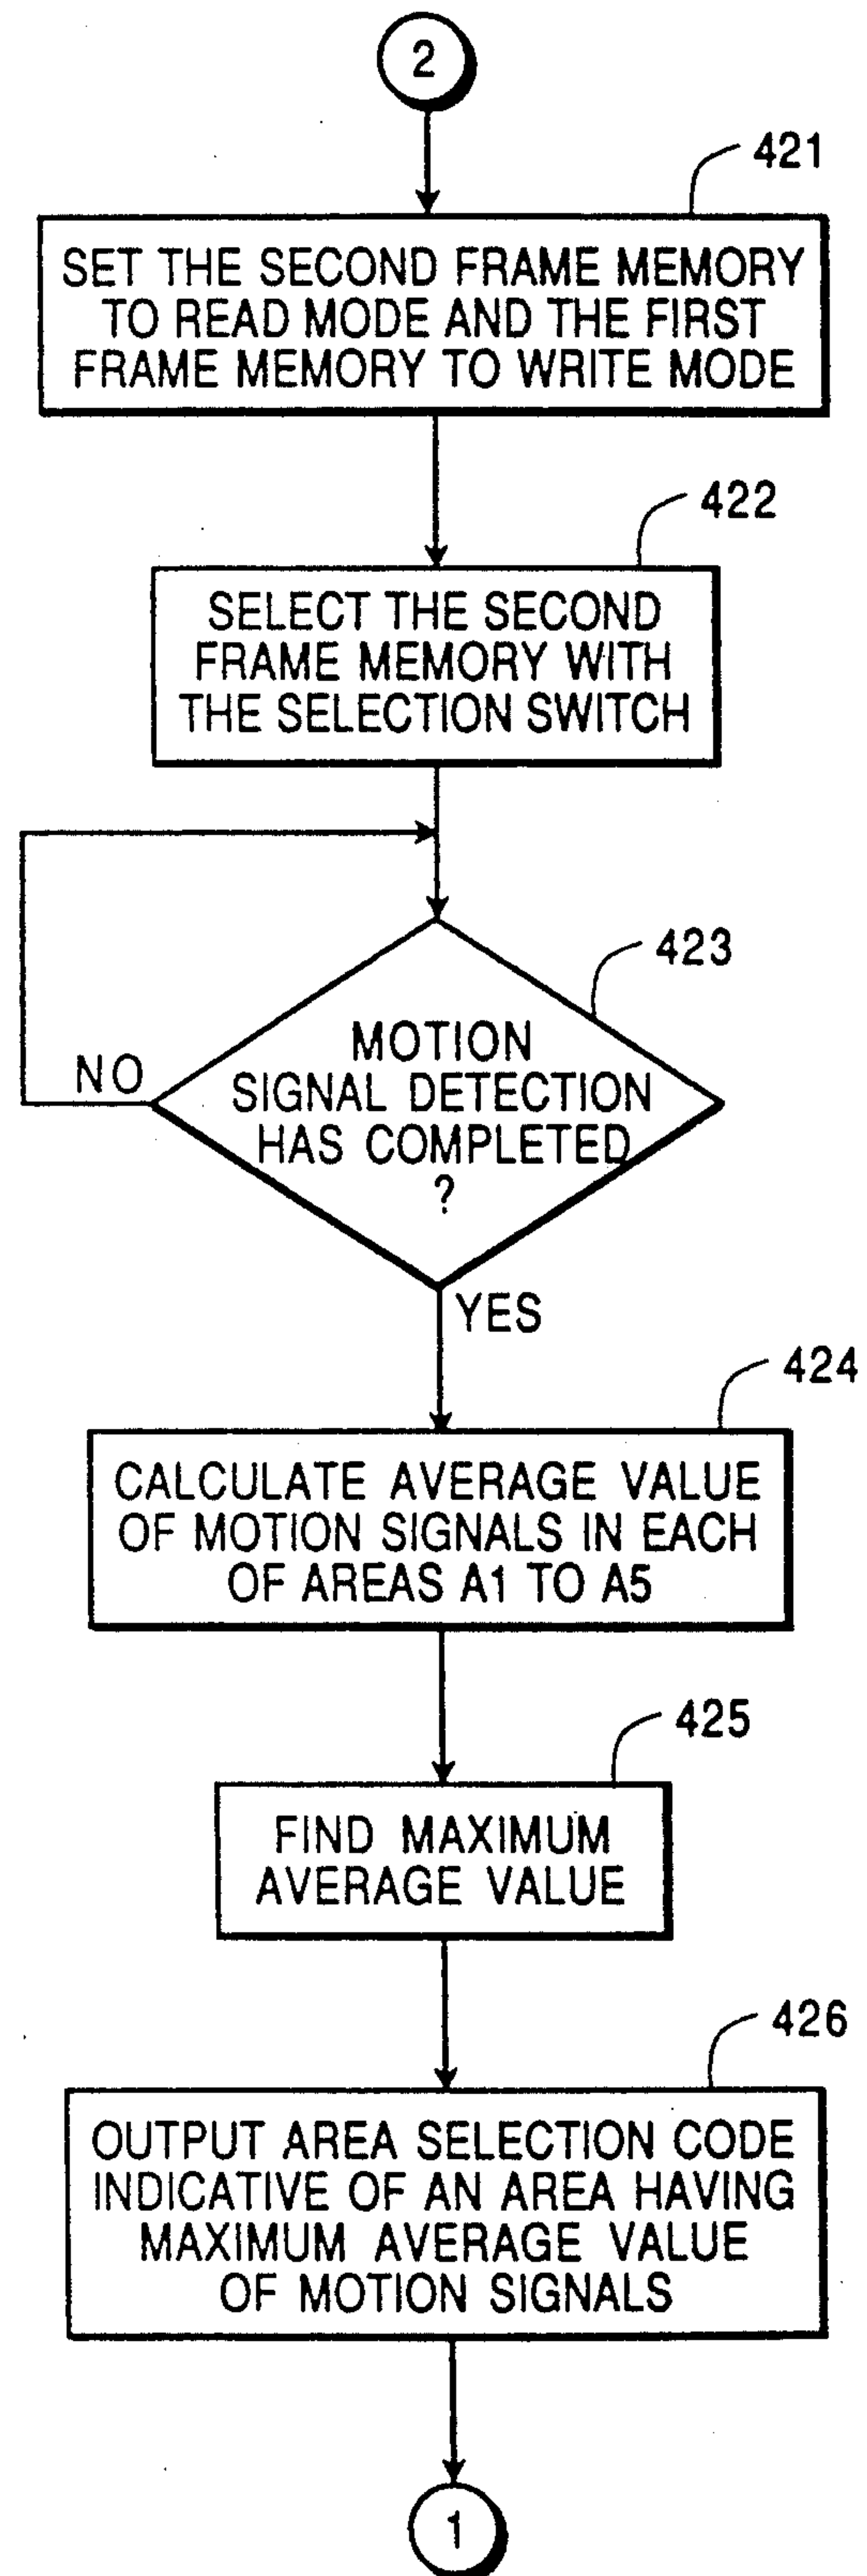 2
421
SET THE SECOND FRAME MEMORY
TO READ MODE AND THE FIRST
FRAME MEMORY TO WRITE MODE
422
SELECT THE SECOND
FRAME MEMORY WITH
THE SELECTION SWITCH
423
MOTION
SIGNAL DETECTION
HAS COMPLETED
?
NO
YES
424
CALCULATE AVERAGE VALUE
OF MOTION SIGNALS IN EACH
OF AREAS A1 TO A5
425
FIND MAXIMUM
AVERAGE VALUE
426
OUTPUT AREA SELECTION CODE
INDICATIVE OF AN AREA HAVING
MAXIMUM AVERAGE VALUE
OF MOTION SIGNALS
1